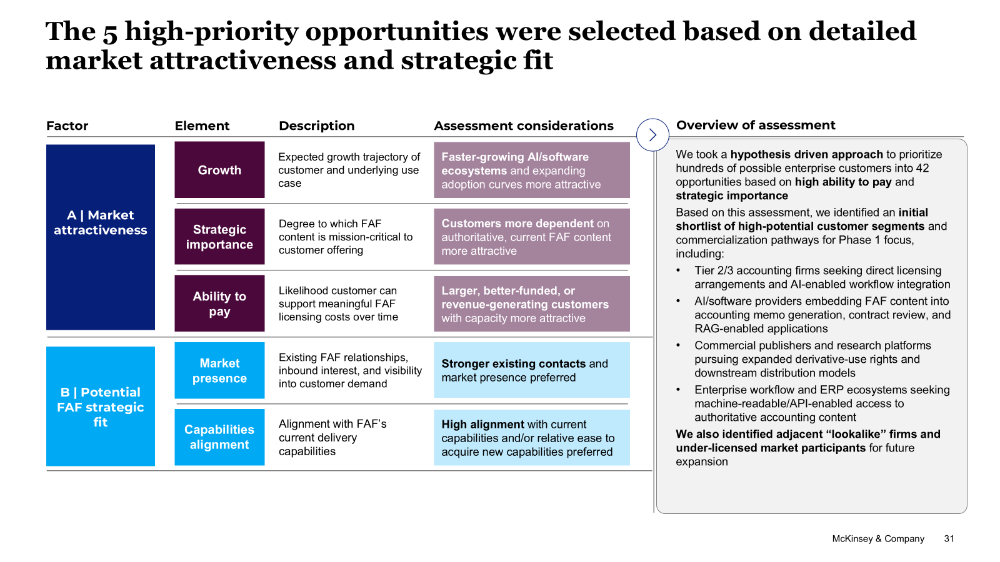 The 5 high-priority opportunities were selected based on detailed
market attractiveness and strategic fit
Factor
Element
Description
Assessment considerations
Overview of assessment
A | Market
attractiveness
Growth
Expected growth trajectory of
customer and underlying use
case
Faster-growing AI/software
ecosystems and expanding
adoption curves more attractive
Strategic
importance
Degree to which FAF
content is mission-critical to
customer offering
Customers more dependent on
authoritative, current FAF content
more attractive
Ability to
pay
Likelihood customer can
support meaningful FAF
licensing costs over time
Larger, better-funded, or
revenue-generating customers
with capacity more attractive
B | Potential
FAF strategic
fit
Market
presence
Existing FAF relationships,
inbound interest, and visibility
into customer demand
Stronger existing contacts and
market presence preferred
Capabilities
alignment
Alignment with FAF’s
current delivery
capabilities
High alignment with current
capabilities and/or relative ease to
acquire new capabilities preferred
We took a hypothesis driven approach to prioritize
hundreds of possible enterprise customers into 42
opportunities based on high ability to pay and
strategic importance
Based on this assessment, we identified an initial
shortlist of high-potential customer segments and
commercialization pathways for Phase 1 focus,
including:
• Tier 2/3 accounting firms seeking direct licensing
arrangements and AI-enabled workflow integration
• AI/software providers embedding FAF content into
accounting memo generation, contract review, and
RAG-enabled applications
• Commercial publishers and research platforms
pursuing expanded derivative-use rights and
downstream distribution models
• Enterprise workflow and ERP ecosystems seeking
machine-readable/API-enabled access to
authoritative accounting content
We also identified adjacent “lookalike” firms and
under-licensed market participants for future
expansion
McKinsey & Company 31